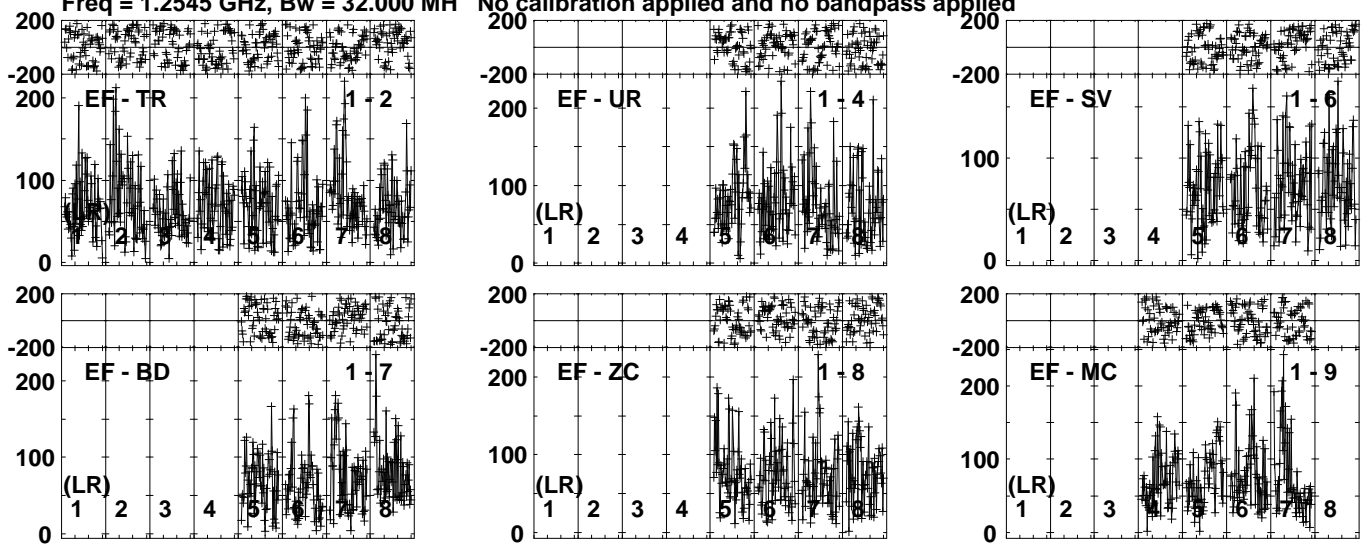 Freq = 1.2545 GHz, Bw = 32.000 MH No calibration applied and no bandpass applied
200
-200
EF - TR 1 - 2
200
100
0
(LR)
1 2 3 4 5 6 7 8
200
-200
EF - UR 1 - 4
200
100
0
(LR)
1 2 3 4 5 6 7 8
200
-200
EF - SV 1 - 6
100
0
(LR)
1 2 3 4 5 6 7 8
200
-200
EF - BD 1 - 7
200
100
0
(LR)
1 2 3 4 5 6 7 8
200
-200
EF - ZC 1 - 8
200
100
0
(LR)
1 2 3 4 5 6 7 8
200
-200
EF - MC 1 - 9
200
100
0
(LR)
1 2 3 4 5 6 7 8